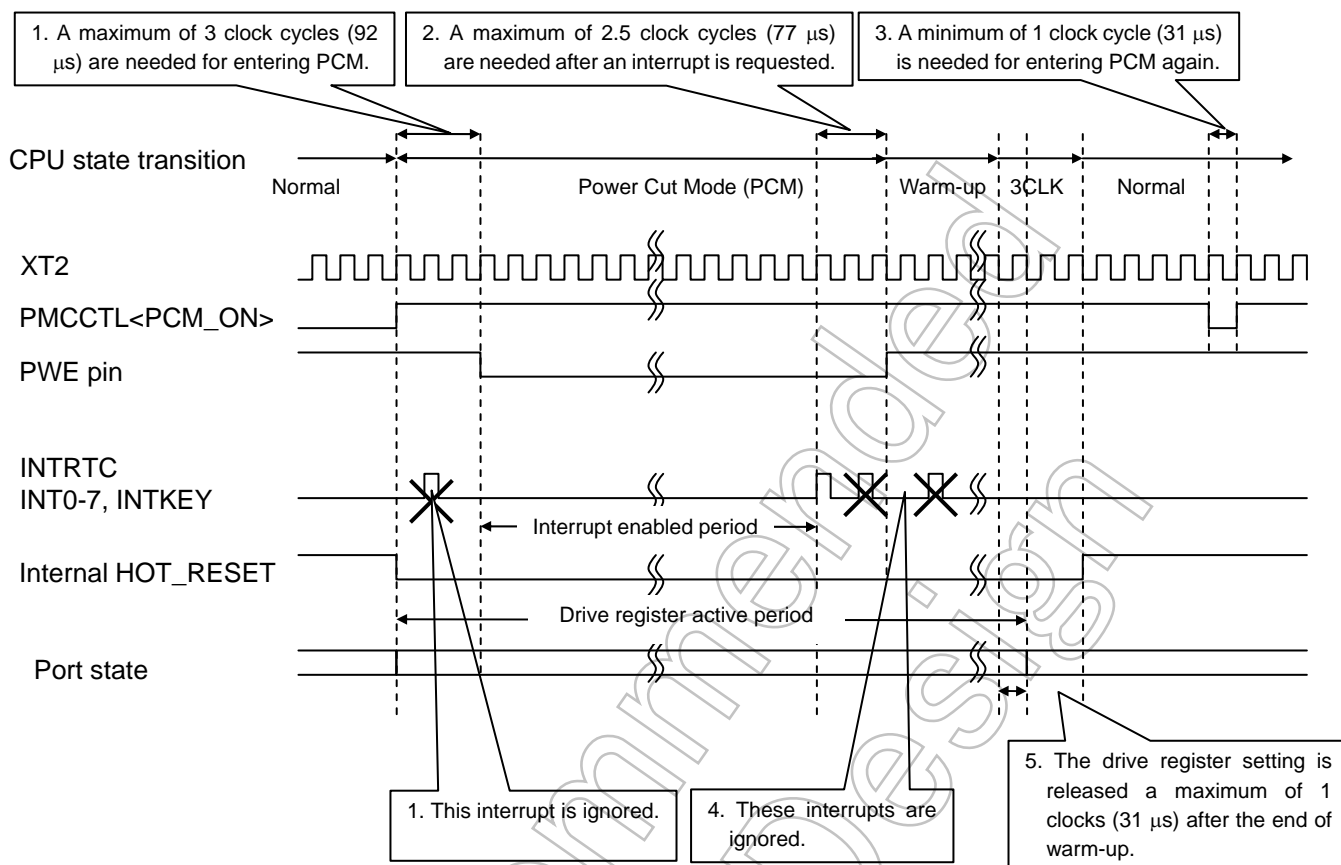 1. A maximum of 3 clock cycles (92
μs) are needed for entering PCM.
2. A maximum of 2.5 clock cycles (77 μs)
are needed after an interrupt is requested.
3. A minimum of 1 clock cycle (31 μs)
is needed for entering PCM again.
CPU state transition
Normal
Power Cut Mode (PCM)
Warm-up
3CLK
Normal
XT2
PMCCTL<PCM_ON>
PWE pin
INTRTC
INT0-7, INTKEY
Interrupt enabled period
Internal HOT_RESET
Drive register active period
Port state
1. This interrupt is ignored.
4. These interrupts are
ignored.
5. The drive register setting is
released a maximum of 1
clocks (31 μs) after the end of
warm-up.
mmended
Design